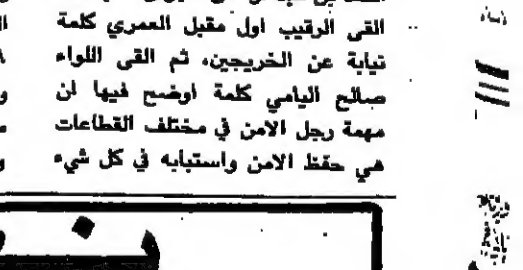 القى الرقيب اول مقبل العمري كلمة
نيابة عن الخريجين، ثم القى اللواء
صالح اليامي كلمة اوضح فيها ان
مهمة رجل الامن في مختلف القطاعات
هي حفظ الامن واستبابه في كل شيء